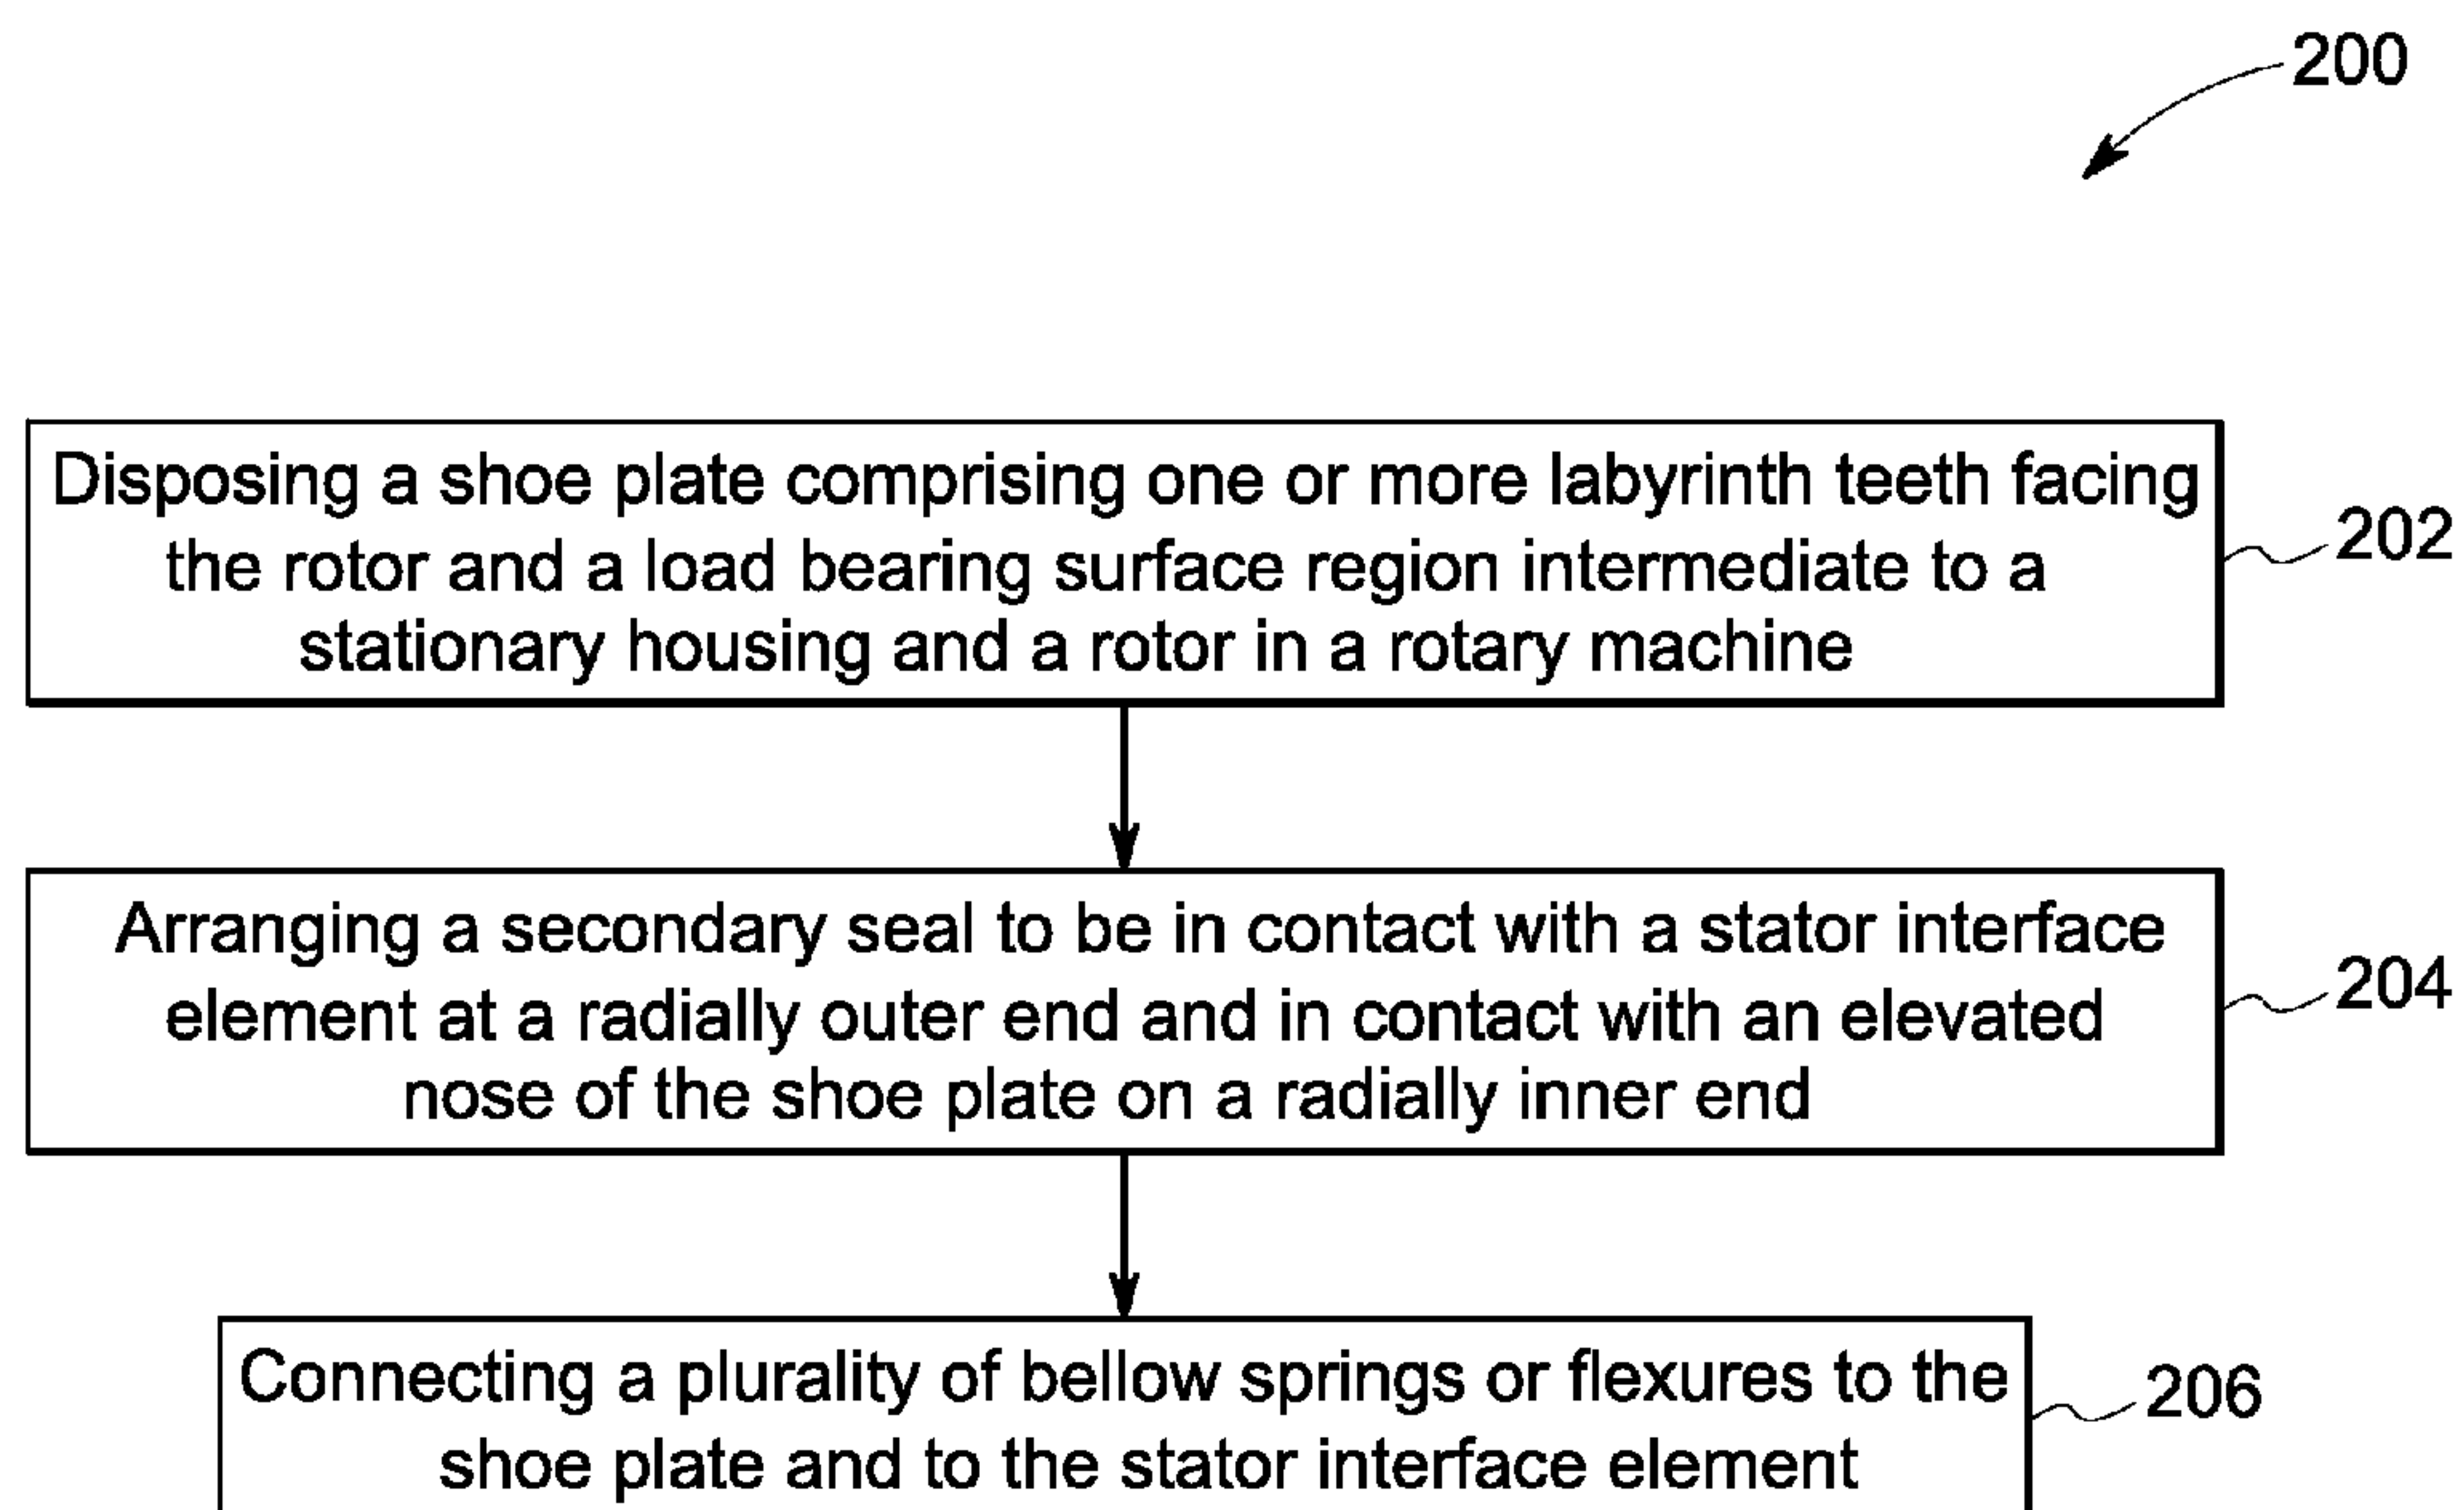 200
Disposing a shoe plate comprising one or more labyrinth teeth facing
the rotor and a load bearing surface region intermediate to a
stationary housing and a rotor in a rotary machine
202
Arranging a secondary seal to be in contact with a stator interface
element at a radially outer end and in contact with an elevated
nose of the shoe plate on a radially inner end
204
Connecting a plurality of bellow springs or flexures to the
shoe plate and to the stator interface element
206